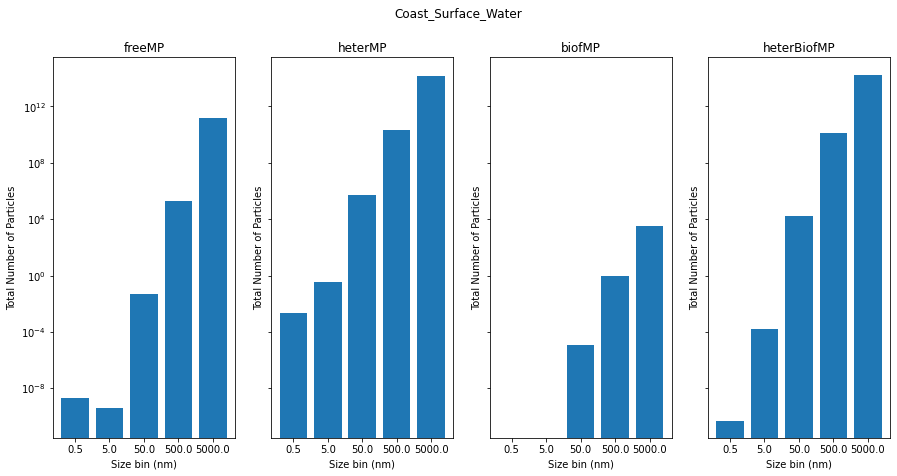 Coast_Surface_Water
freeMP
heterMP
biofMP
heterBiofMP
Total Number of Particles
10^12
10^8
10^4
10^0
10^-4
10^-8
0.5 5.0 50.0 500.0 5000.0
Size bin (nm)
Total Number of Particles
0.5 5.0 50.0 500.0 5000.0
Size bin (nm)
Total Number of Particles
0.5 5.0 50.0 500.0 5000.0
Size bin (nm)
Total Number of Particles
0.5 5.0 50.0 500.0 5000.0
Size bin (nm)